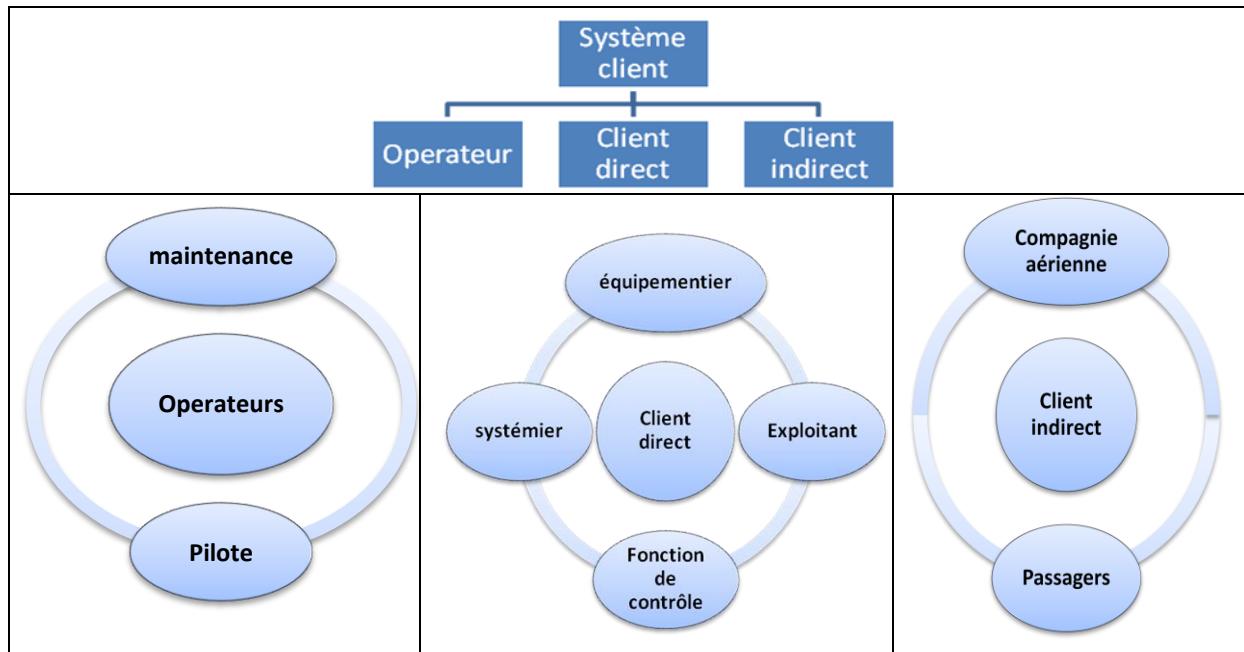 Système
client
Operateur
Client
direct
Client
indirect
maintenance
Operateurs
Pilote
équipementier
systémier
Client
direct
Exploitant
Fonction
de
contrôle
Compagnie
aérienne
Client
indirect
Passagers